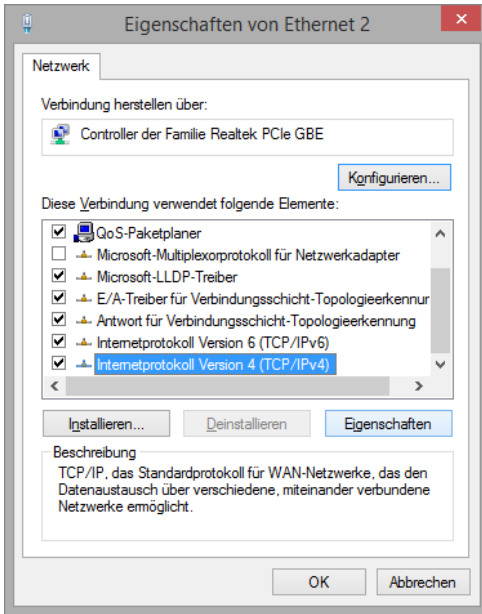 Eigenschaften von Ethernet 2
Netzwerk
Verbindung herstellen über:
Controller der Familie Realtek PCIe GBE
Konfigurieren...
Diese Verbindung verwendet folgende Elemente:
QoS-Paketplaner
Microsoft-Multiplexorprotokoll für Netzwerkadapter
Microsoft-LLDP-Treiber
E/A-Treiber für Verbindungsschicht-Topologieerkennur
Antwort für Verbindungsschicht-Topologieerkennung
Internetprotokoll Version 6 (TCP/IPv6)
Internetprotokoll Version 4 (TCP/IPv4)
Installieren... Deinstallieren Eigenschaften
Beschreibung
TCP/IP, das Standardprotokoll für WAN-Netzwerke, das den
Datenaustausch über verschiedene, miteinander verbundene
Netzwerke ermöglicht.
OK Abbrechen